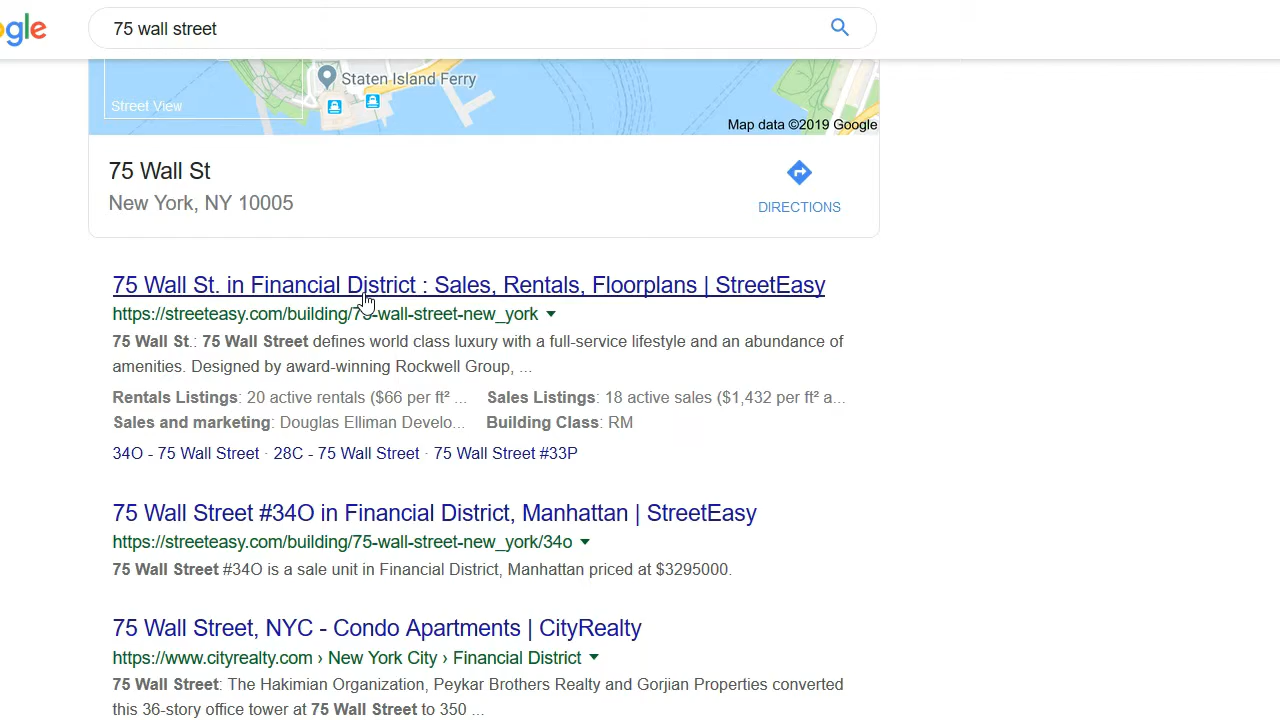 ogle
75 wall street
Staten Island Ferry
Street View
Map data ©2019 Google
75 Wall St
New York, NY 10005
DIRECTIONS
75 Wall St. in Financial District : Sales, Rentals, Floorplans | StreetEasy
https://streeteasy.com/building/75-wall-street-new_york
75 Wall St.: 75 Wall Street defines world class luxury with a full-service lifestyle and an abundance of
amenities. Designed by award-winning Rockwell Group, ...
Rentals Listings: 20 active rentals ($66 per ft² ... Sales Listings: 18 active sales ($1,432 per ft² a...
Sales and marketing: Douglas Elliman Develo... Building Class: RM
34O - 75 Wall Street · 28C - 75 Wall Street · 75 Wall Street #33P
75 Wall Street #34O in Financial District, Manhattan | StreetEasy
https://streeteasy.com/building/75-wall-street-new_york/34o
75 Wall Street #34O is a sale unit in Financial District, Manhattan priced at $3295000.
75 Wall Street, NYC - Condo Apartments | CityRealty
https://www.cityrealty.com › New York City › Financial District
75 Wall Street: The Hakimian Organization, Peykar Brothers Realty and Gorjian Properties converted
this 36-story office tower at 75 Wall Street to 350 ...